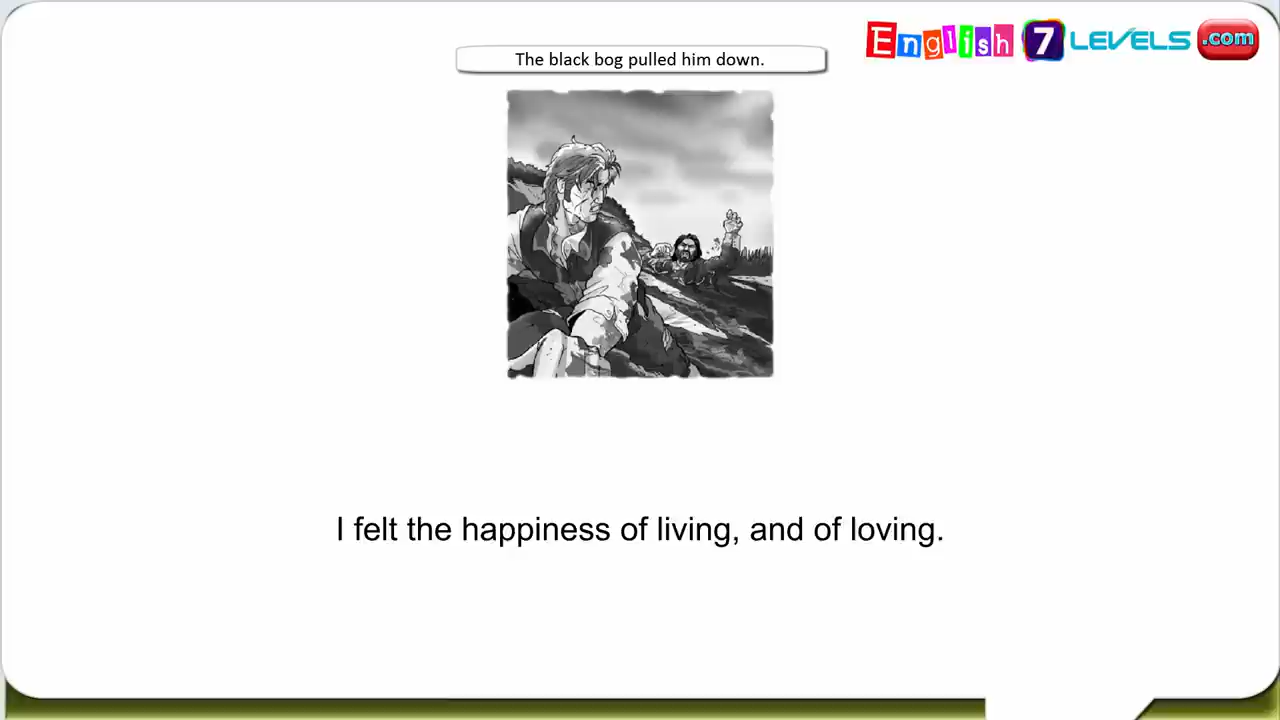 English 7 LEVELS .com
The black bog pulled him down.
I felt the happiness of living, and of loving.